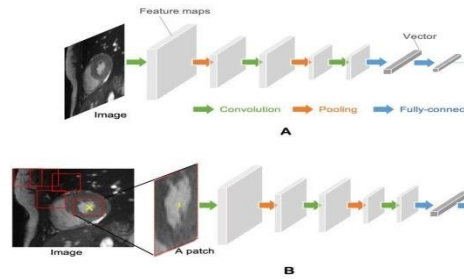 Feature maps
Vector
Image
Convolution
Pooling
A
Image
A patch
B